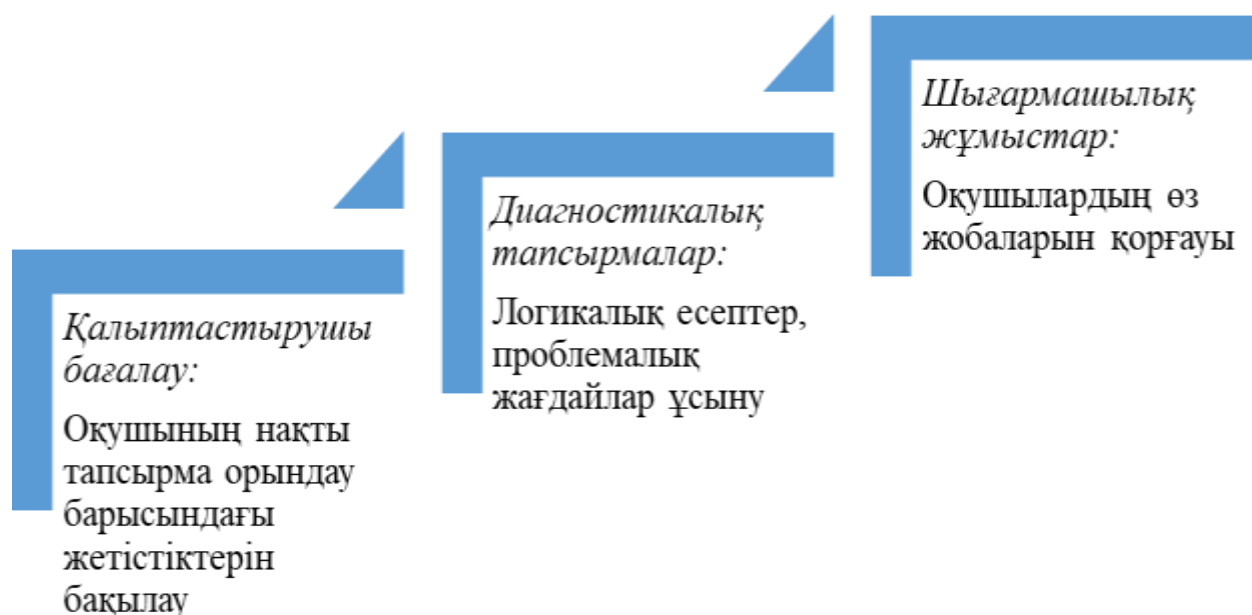 Қалыптастырушы
бағалау:
Оқушының нақты
тапсырма орындау
барысындағы
жетістіктерін
бақылау
Диагностикалық
тапсырмалар:
Логикалық есептер,
проблемалық
жағдайлар ұсыну
Шығармашылық
жұмыстар:
Оқушылардың өз
жобаларын қорғауы